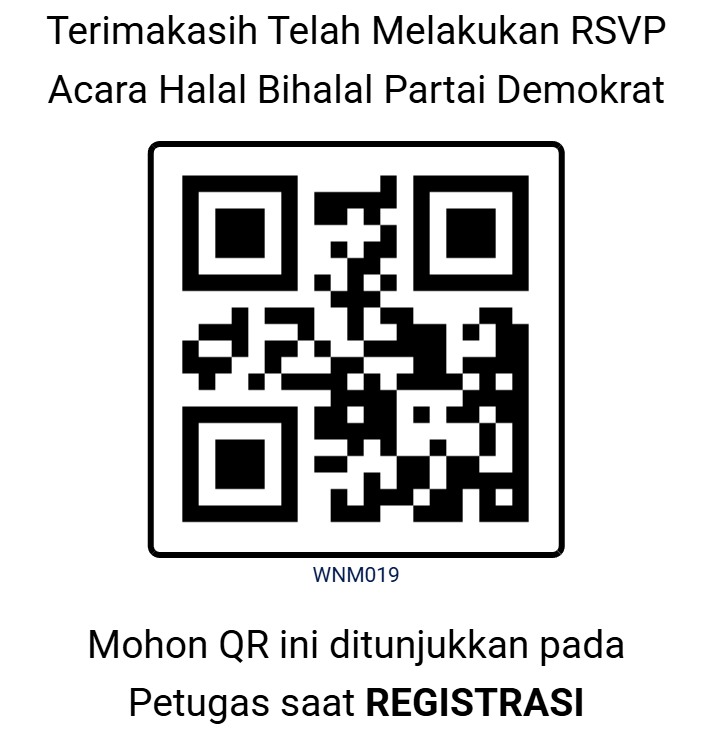 Terimakasih Telah Melakukan RSVP
Acara Halal Bihalal Partai Demokrat
WNM019
Mohon QR ini ditunjukkan pada
Petugas saat REGISTRASI